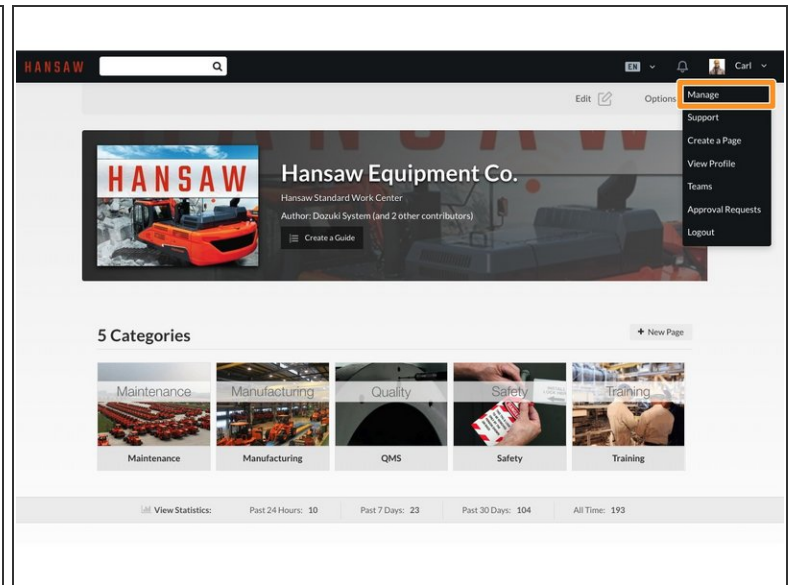 HANSAW
EN
Carl
Edit
Options
Manage
Support
Create a Page
View Profile
Teams
Approval Requests
Logout
HANSAW
HANSAW
Hansaw Equipment Co.
Hansaw Standard Work Center
Author: Dozuki System (and 2 other contributors)
Create a Guide
5 Categories
+ New Page
Maintenance
Manufacturing
Quality
Safety
Training
Maintenance
Manufacturing
QMS
Safety
Training
View Statistics: Past 24 Hours: 10 Past 7 Days: 23 Past 30 Days: 104 All Time: 193